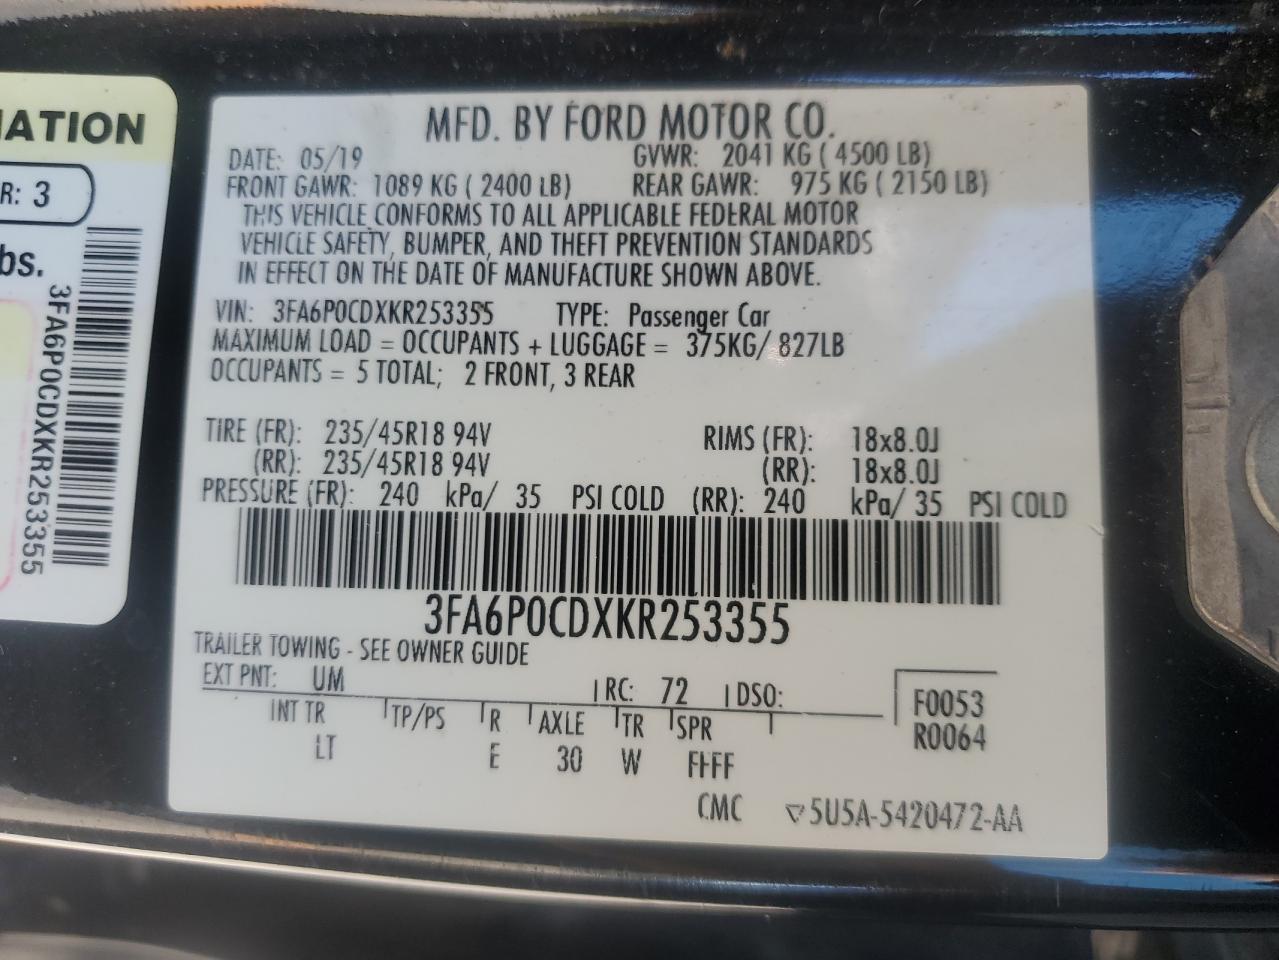 IATION
R: 3
bs.
3FA6P0CDXKR253355
MFD. BY FORD MOTOR CO.
DATE: 05/19 GVWR: 2041 KG ( 4500 LB)
FRONT GAWR: 1089 KG ( 2400 LB) REAR GAWR: 975 KG ( 2150 LB)
THIS VEHICLE CONFORMS TO ALL APPLICABLE FEDERAL MOTOR
VEHICLE SAFETY, BUMPER, AND THEFT PREVENTION STANDARDS
IN EFFECT ON THE DATE OF MANUFACTURE SHOWN ABOVE.
VIN: 3FA6P0CDXKR253355 TYPE: Passenger Car
MAXIMUM LOAD = OCCUPANTS + LUGGAGE = 375KG/ 827LB
OCCUPANTS = 5 TOTAL; 2 FRONT, 3 REAR
TIRE (FR): 235/45R18 94V RIMS (FR): 18x8.0J
(RR): 235/45R18 94V (RR): 18x8.0J
PRESSURE (FR): 240 kPa/ 35 PSI COLD (RR): 240 kPa/ 35 PSI COLD
3FA6P0CDXKR253355
TRAILER TOWING - SEE OWNER GUIDE
EXT PNT: UM RC: 72 DSO:
F0053
R0064
INT TR TP/PS R AXLE TR SPR
LT E 30 W FFFF
CMC 5U5A-5420472-AA